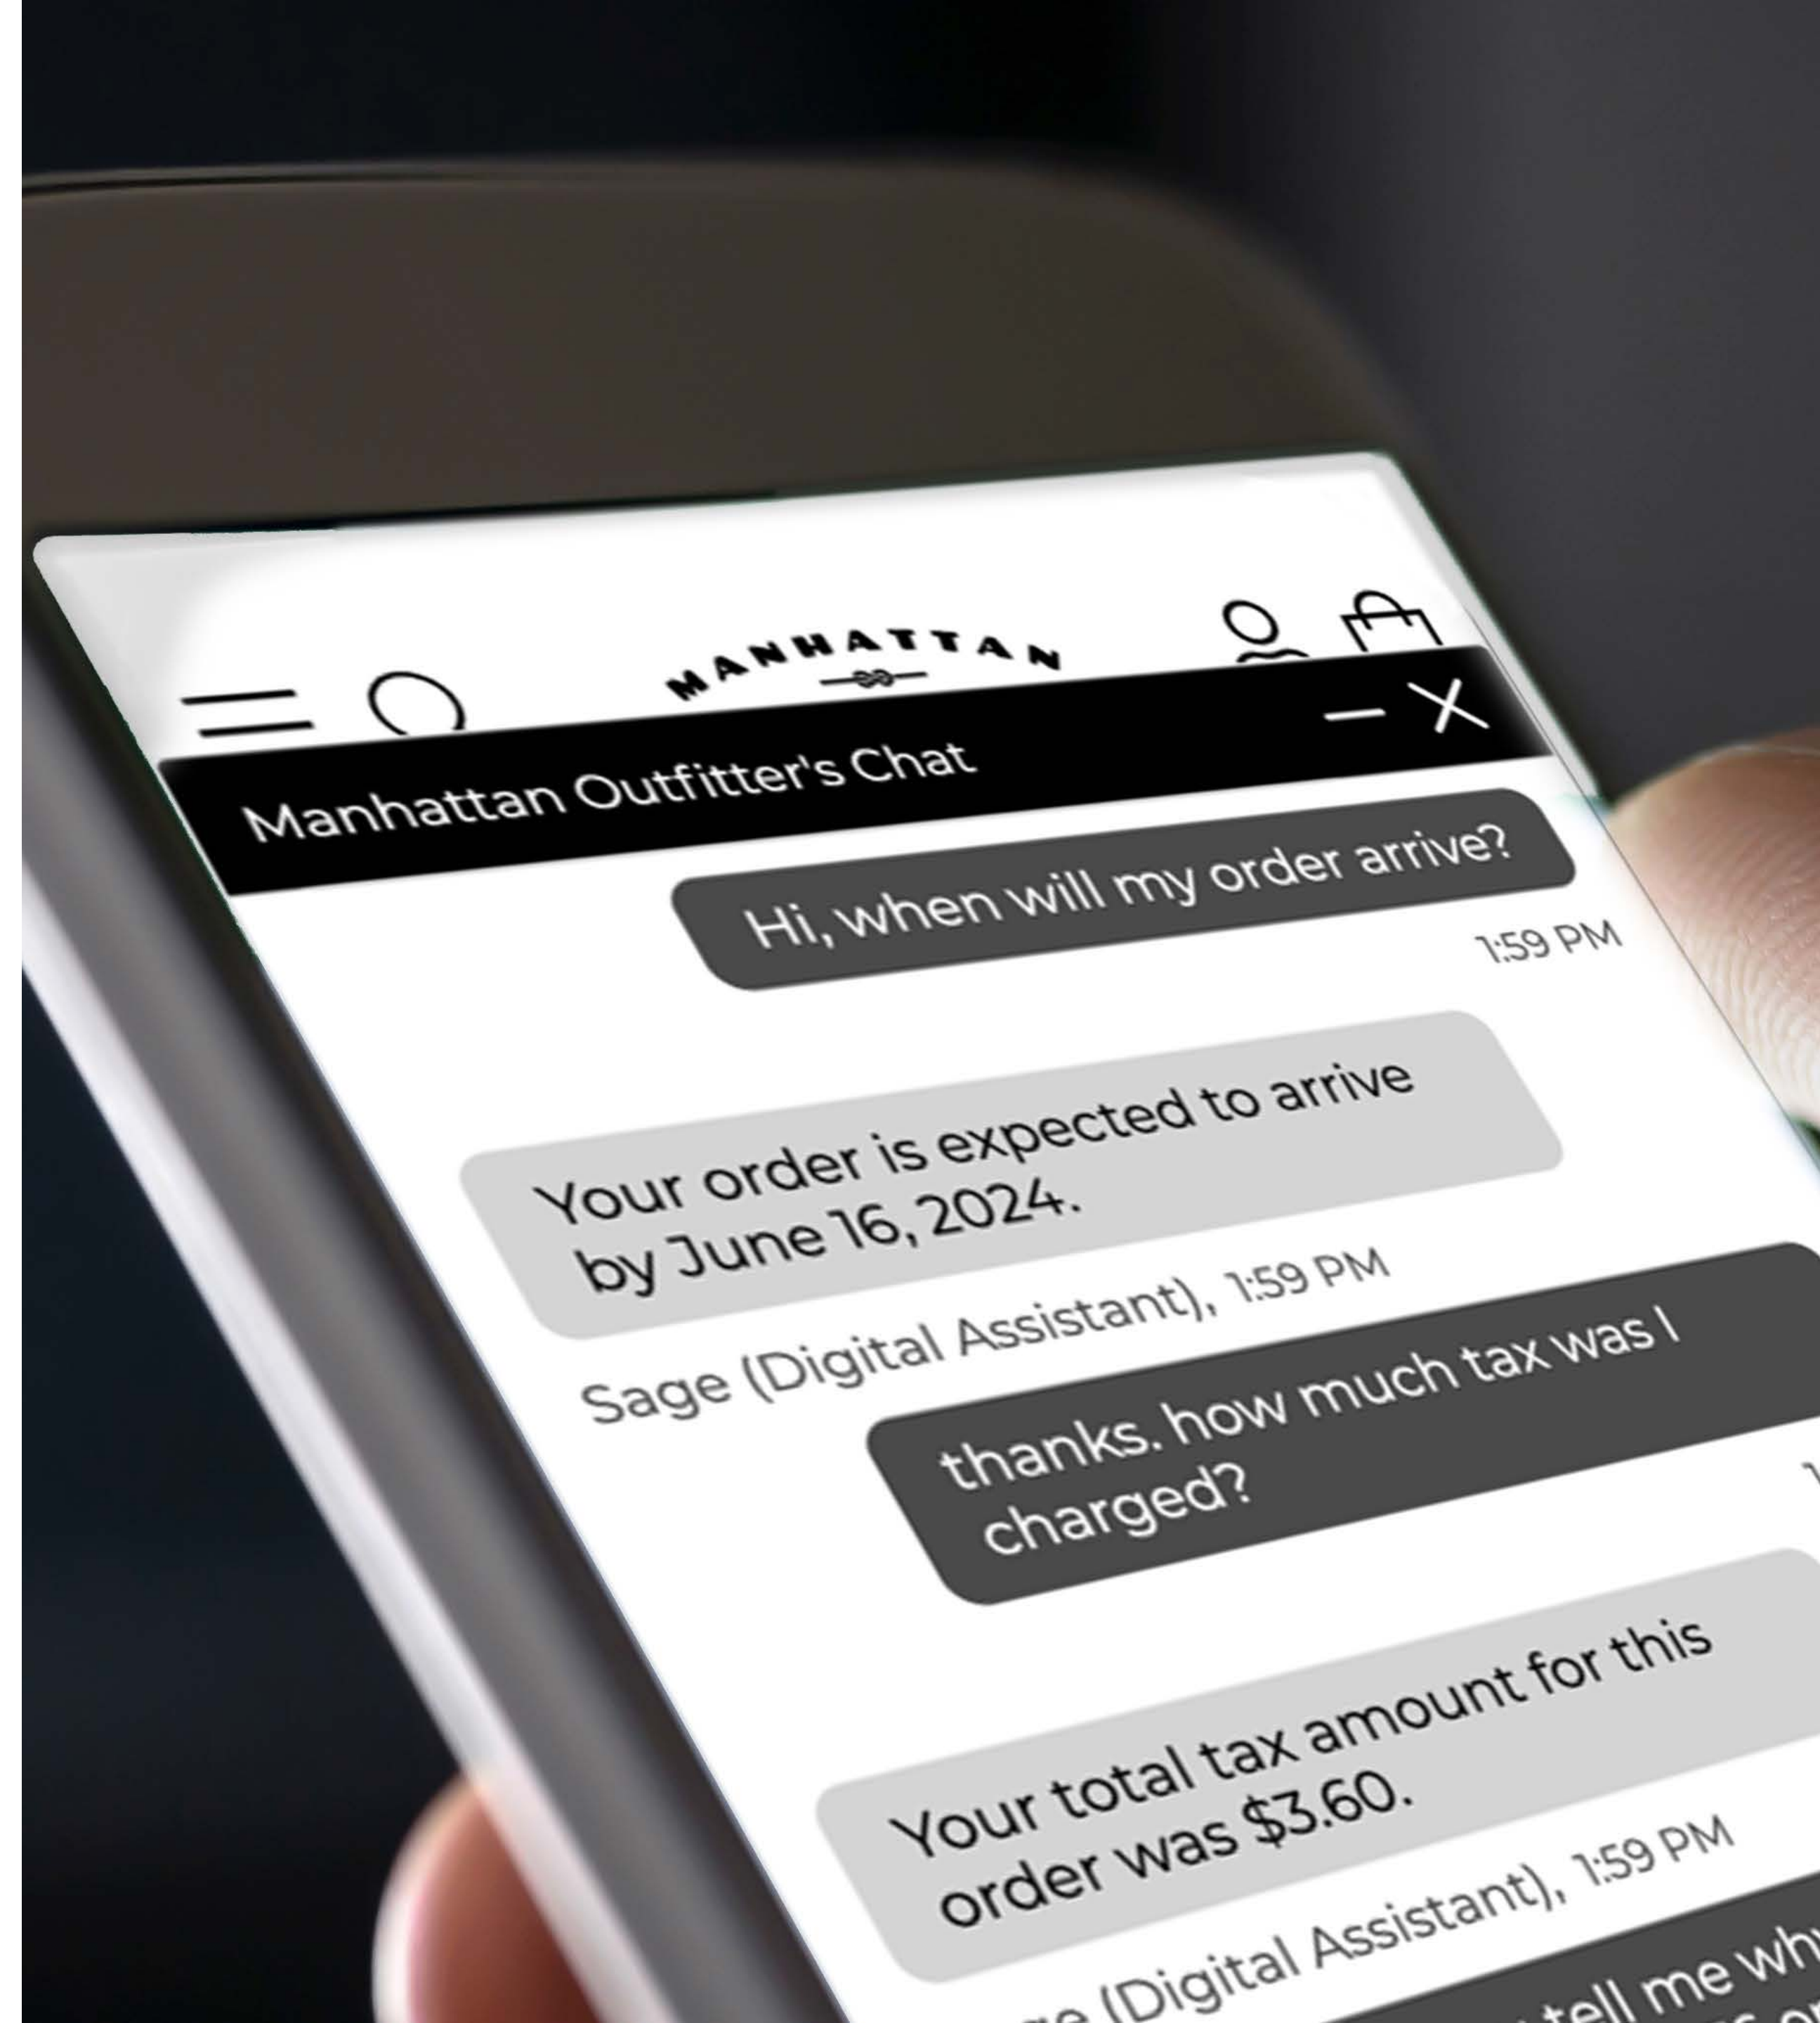 MANHATTAN
Manhattan Outfitter's Chat
Hi, when will my order arrive?
1:59 PM
Your order is expected to arrive
by June 16, 2024.
Sage (Digital Assistant), 1:59 PM
thanks. how much tax was I
charged?
Your total tax amount for this
order was $3.60.
(Digital Assistant), 1:59 PM
tell me why